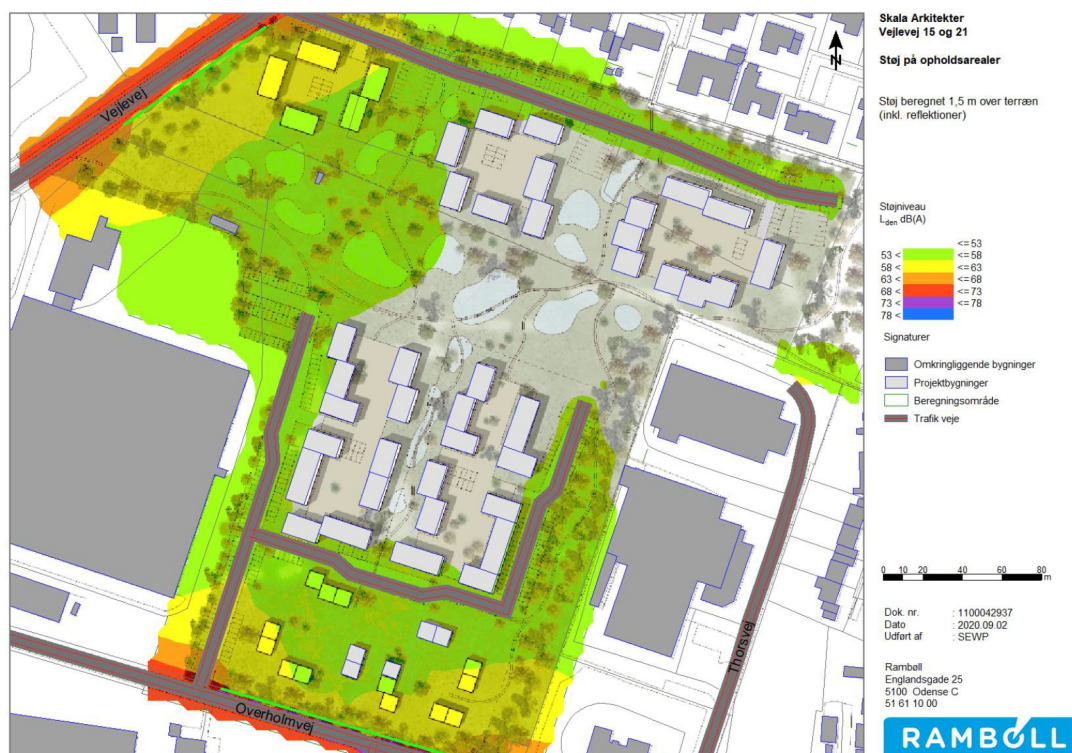 Skala Arkitekter
Vejlevej 15 og 21
Støj på opholdsarealer
Støj beregnet 1,5 m over terræn
(inkl. reflektioner)
N
Støjniveau
Lden dB(A)
<= 53
53 < <= 58
58 < <= 63
63 < <= 68
68 < <= 73
73 < <= 78
78 <
Signaturer
Omkringliggende bygninger
Projektbygninger
Beregningsområde
Trafik veje
0 10 20 40 60 80
m
Dok. nr. : 1100042937
Dato : 2020.09.02
Udført af : SEWP
Rambøll
Englandsgade 25
5100 Odense C
51 61 10 00
RAMBOLL
Vejlevej
Overholmvej
Thorsvej